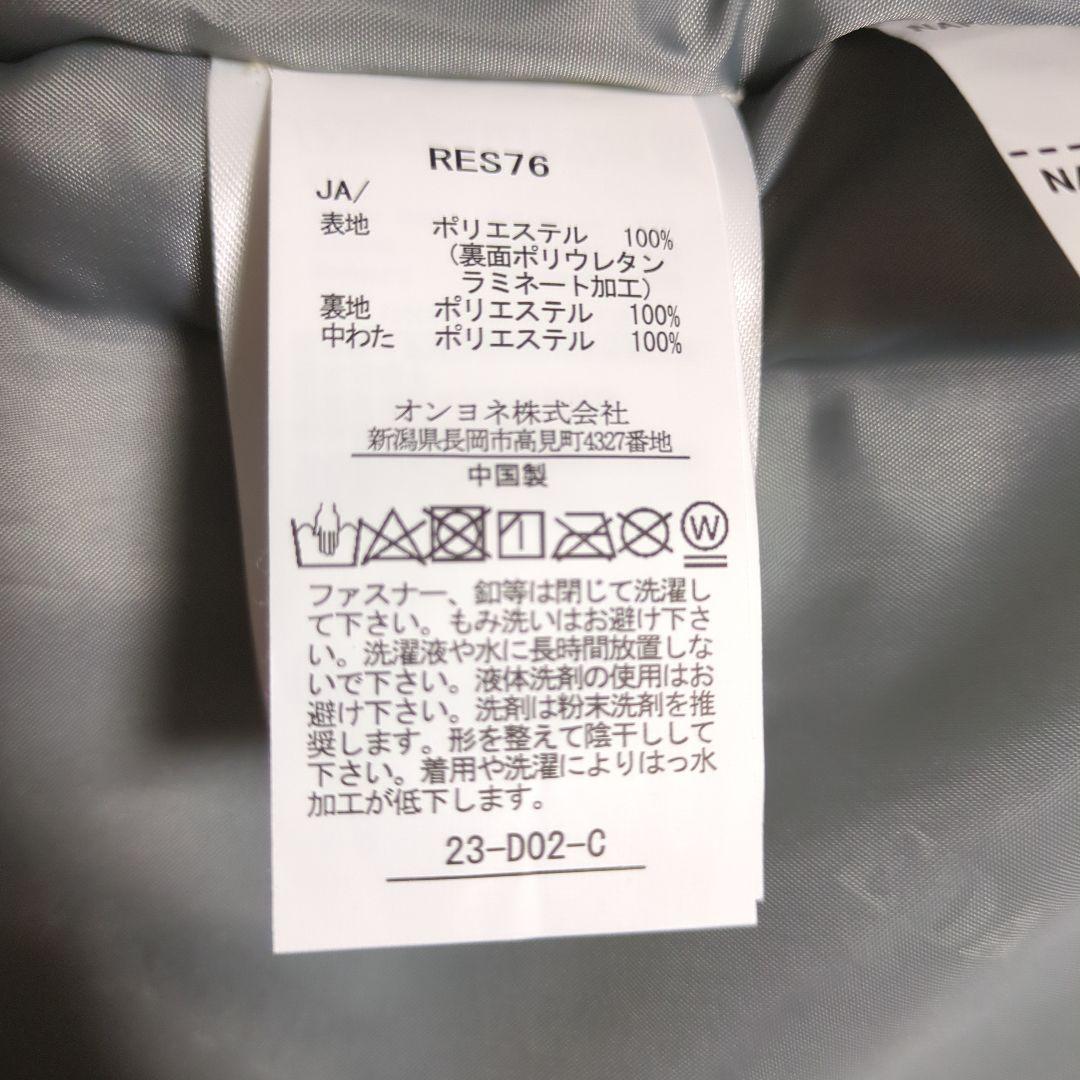 RES76
JA/
表地 ポリエステル 100%
(裏面ポリウレタン
ラミネート加工)
裏地 ポリエステル 100%
中わた ポリエステル 100%
オンヨネ株式会社
新潟県長岡市高見町4327番地
中国製
W
ファスナー、釦等は閉じて洗濯し
て下さい。もみ洗いはお避け下さ
い。洗濯液や水に長時間放置しな
いで下さい。液体洗剤の使用はお
避け下さい。洗剤は粉末洗剤を推
奨します。形を整えて陰干しして
下さい。着用や洗濯によりはっ水
加工が低下します。
23-D02-C